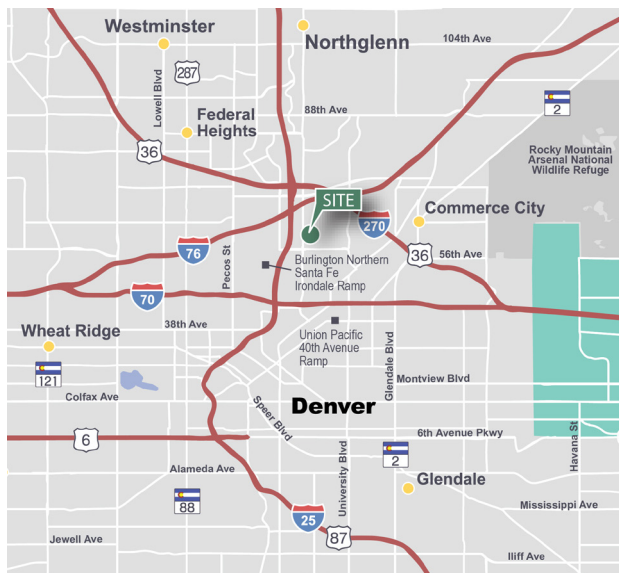 Westminster
Northglenn
104th Ave
Lowell Blvd
287
88th Ave
2
Federal
Heights
36
Rocky Mountain
Arsenal National
Wildlife Refuge
SITE
Commerce City
270
76
Pecos St
36
56th Ave
Burlington Northern
Santa Fe
Irondale Ramp
70
38th Ave
Wheat Ridge
Union Pacific
40th Avenue
Ramp
Glendale Blvd
121
Montview Blvd
Colfax Ave
Denver
Speer Blvd
6
6th Avenue Pkwy
Havana St
2
Alameda Ave
University Blvd
Glendale
88
Mississippi Ave
25
87
Jewell Ave
Iliff Ave